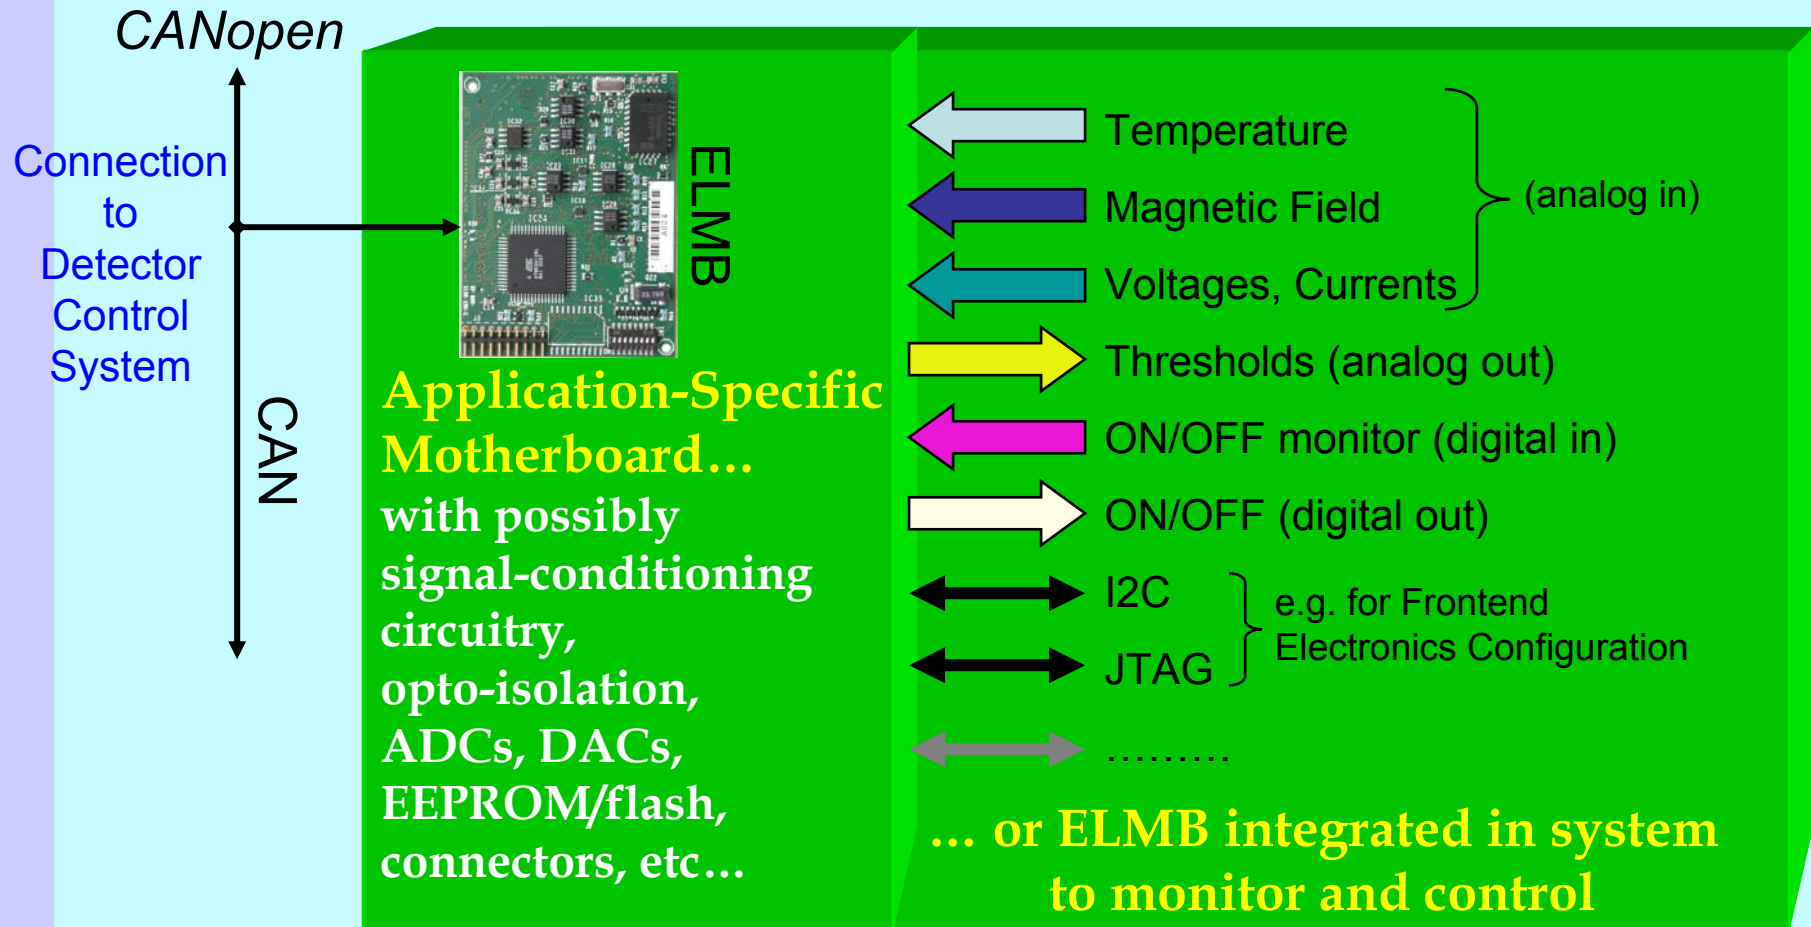 CANopen
Connection
to
Detector
Control
System
CAN
ELMB
Application-Specific
Motherboard…
with possibly
signal-conditioning
circuitry,
opto-isolation,
ADCs, DACs,
EEPROM/flash,
connectors, etc…
Temperature
Magnetic Field
Voltages, Currents
(analog in)
Thresholds (analog out)
ON/OFF monitor (digital in)
ON/OFF (digital out)
I2C
JTAG
e.g. for Frontend
Electronics Configuration
………
… or ELMB integrated in system
to monitor and control